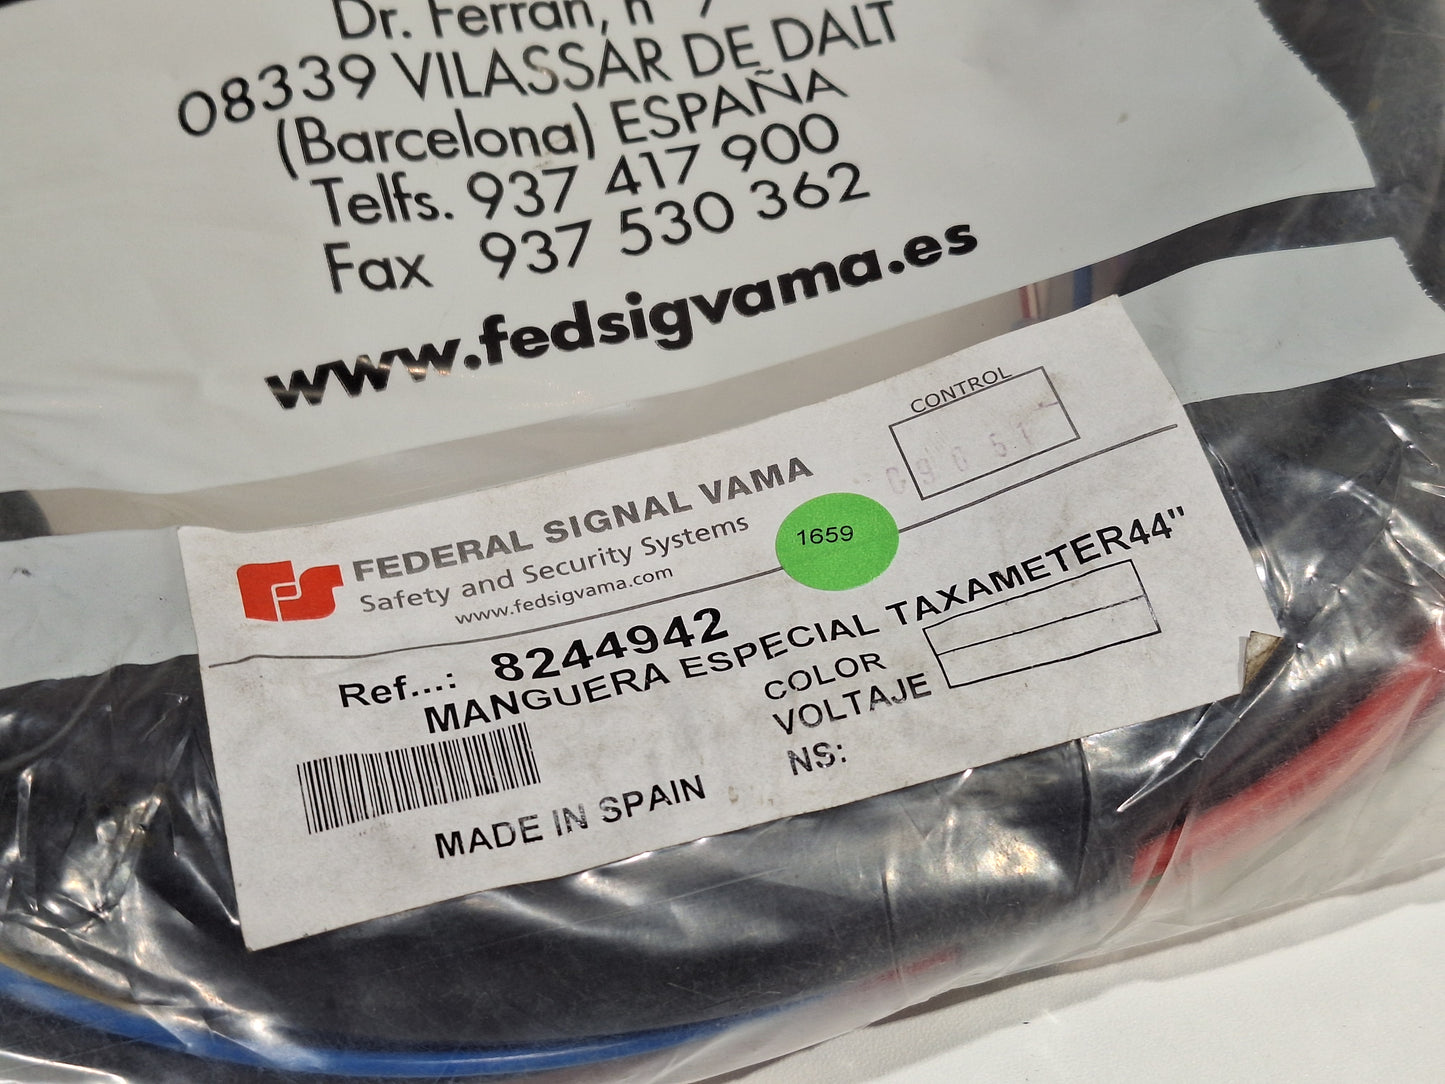 Dr. Ferran, nº 7
08339 VILASSAR DE DALT
(Barcelona) ESPAÑA
Telfs. 937 417 900
Fax 937 530 362
www.fedsigvama.es
CONTROL
C9051
FS FEDERAL SIGNAL VAMA
Safety and Security Systems
www.fedsigvama.com
1659
Ref...: 8244942
MANGUERA ESPECIAL TAXAMETER44"
COLOR
VOLTAJE
NS:
MADE IN SPAIN